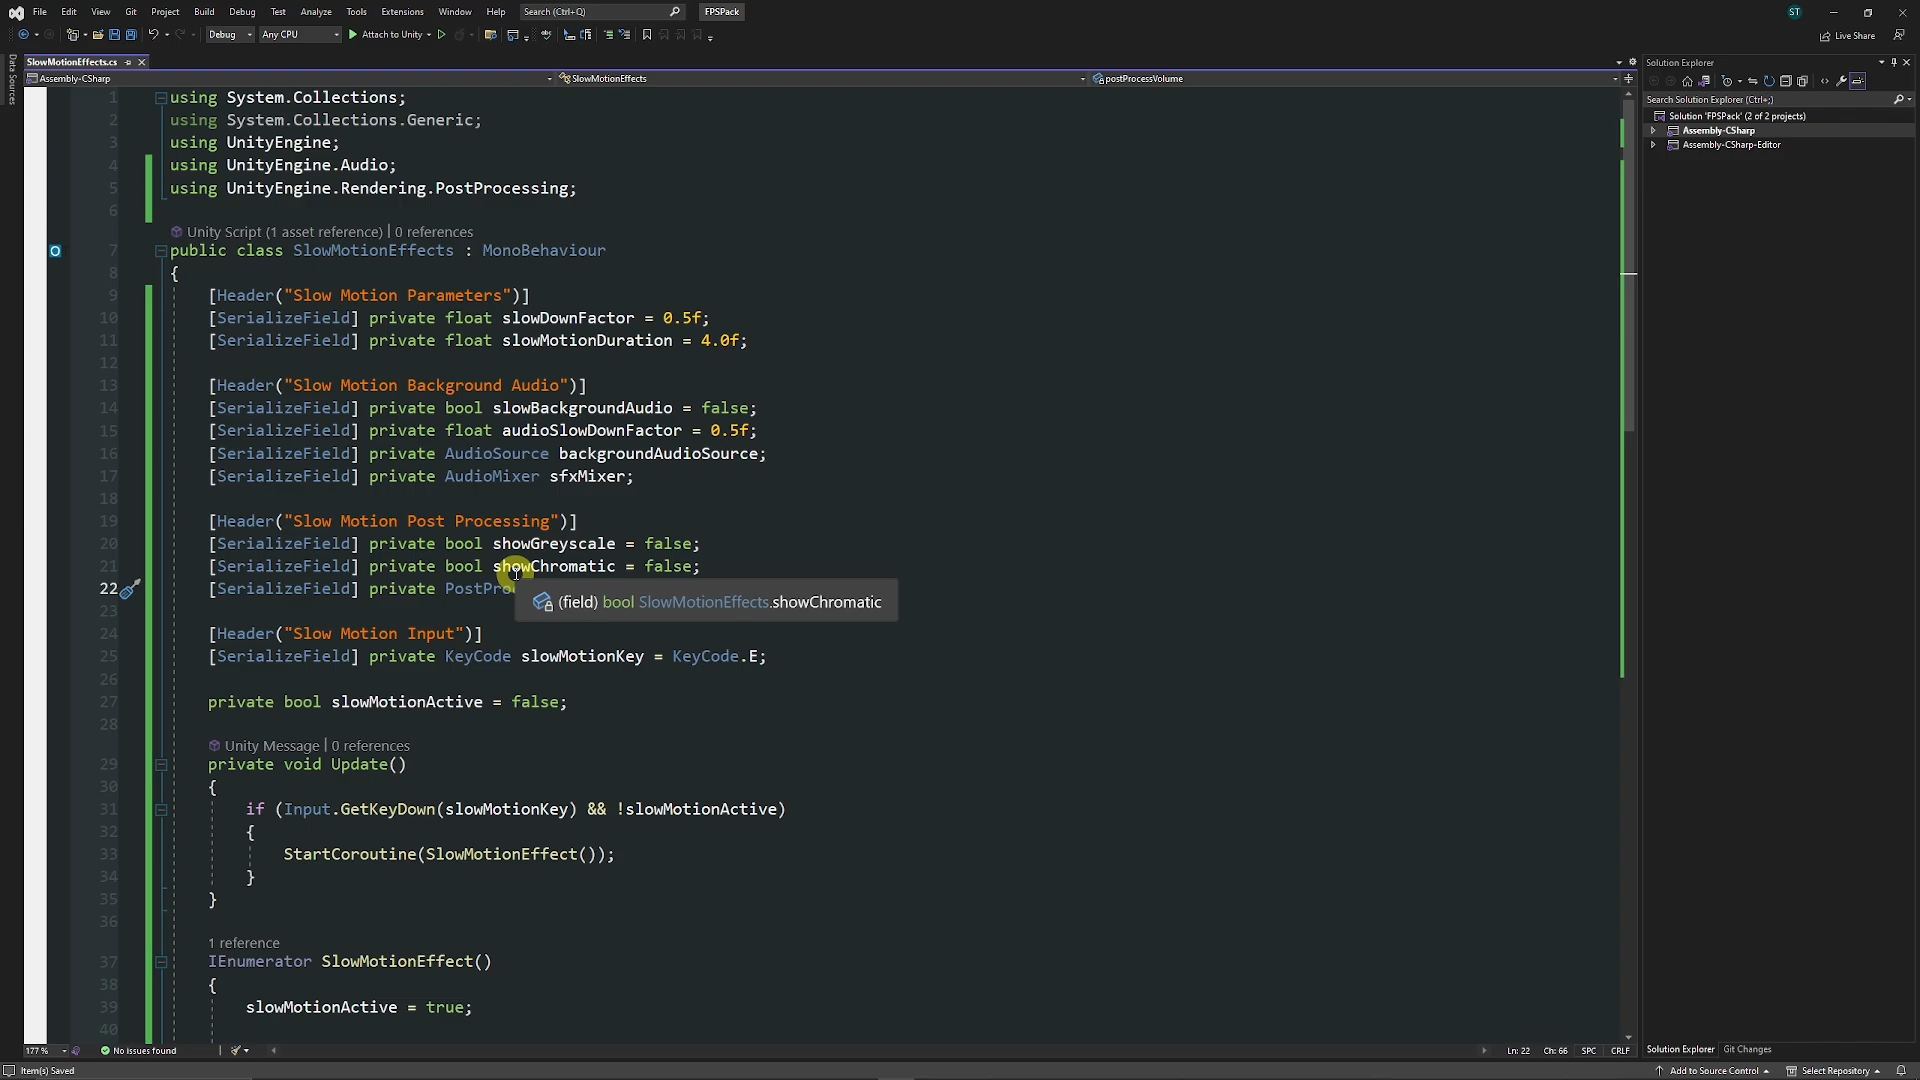 File Edit View Git Project Build Debug Test Analyze Tools Extensions Window Help Search (Ctrl+Q) FPSPack ST
Debug Any CPU Attach to Unity Live Share
Data Sources
SlowMotionEffects.cs
Assembly-CSharp SlowMotionEffects postProcessVolume
1 using System.Collections;
2 using System.Collections.Generic;
3 using UnityEngine;
4 using UnityEngine.Audio;
5 using UnityEngine.Rendering.PostProcessing;
6
Unity Script (1 asset reference) | 0 references
7 public class SlowMotionEffects : MonoBehaviour
8 {
9 [Header("Slow Motion Parameters")]
10 [SerializeField] private float slowDownFactor = 0.5f;
11 [SerializeField] private float slowMotionDuration = 4.0f;
12
13 [Header("Slow Motion Background Audio")]
14 [SerializeField] private bool slowBackgroundAudio = false;
15 [SerializeField] private float audioSlowDownFactor = 0.5f;
16 [SerializeField] private AudioSource backgroundAudioSource;
17 [SerializeField] private AudioMixer sfxMixer;
18
19 [Header("Slow Motion Post Processing")]
20 [SerializeField] private bool showGreyscale = false;
21 [SerializeField] private bool showChromatic = false;
22 [SerializeField] private PostPro
(field) bool SlowMotionEffects.showChromatic
23
24 [Header("Slow Motion Input")]
25 [SerializeField] private KeyCode slowMotionKey = KeyCode.E;
26
27 private bool slowMotionActive = false;
28
Unity Message | 0 references
29 private void Update()
30 {
31 if (Input.GetKeyDown(slowMotionKey) && !slowMotionActive)
32 {
33 StartCoroutine(SlowMotionEffect());
34 }
35 }
36
1 reference
37 IEnumerator SlowMotionEffect()
38 {
39 slowMotionActive = true;
40
177 % No issues found Ln: 22 Ch: 66 SPC CRLF
Solution Explorer
Search Solution Explorer (Ctrl+;)
Solution 'FPSPack' (2 of 2 projects)
Assembly-CSharp
Assembly-CSharp-Editor
Solution Explorer Git Changes
Item(s) Saved Add to Source Control Select Repository